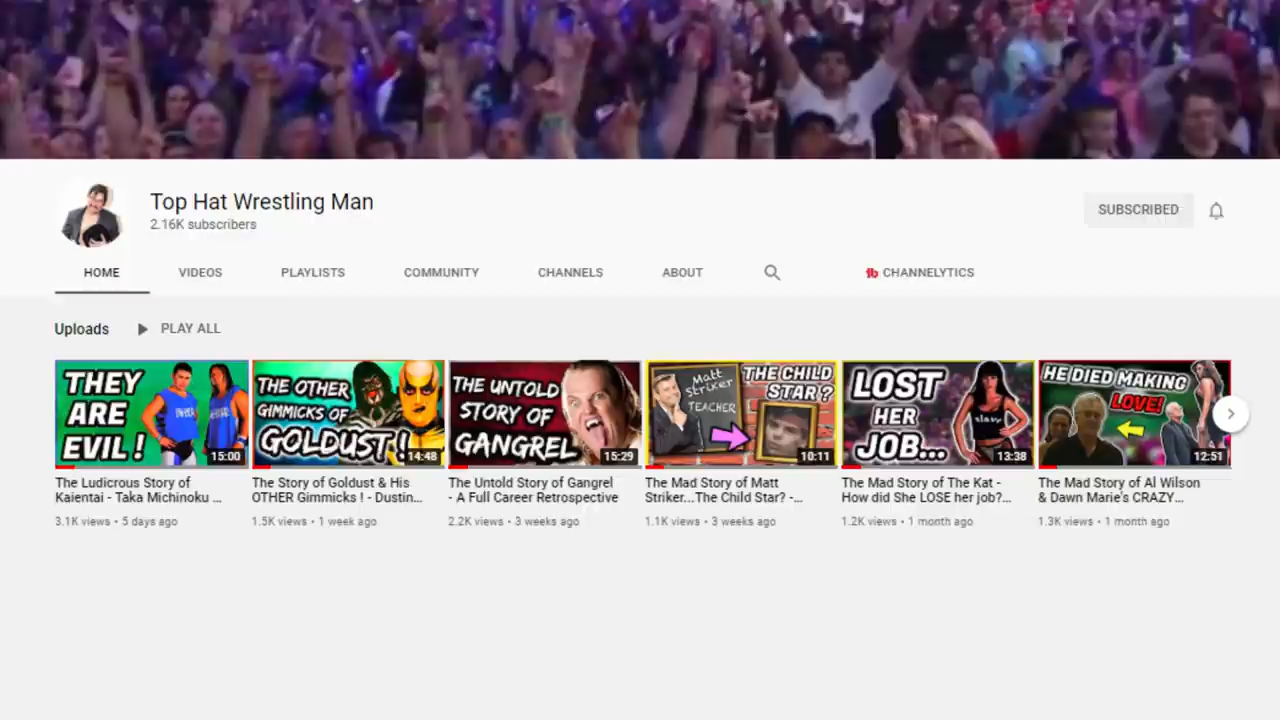 Top Hat Wrestling Man
2.16K subscribers
SUBSCRIBED
HOME
VIDEOS
PLAYLISTS
COMMUNITY
CHANNELS
ABOUT
CHANNELYTICS
Uploads
PLAY ALL
THEY
ARE
EVIL!
15:00
The Ludicrous Story of
Kaientai - Taka Michinoku ...
3.1K views • 5 days ago
THE OTHER
GIMMICKS OF
GOLDUST!
14:48
The Story of Goldust & His
OTHER Gimmicks ! - Dustin...
1.5K views • 1 week ago
THE UNTOLD
STORY OF
GANGREL
15:29
The Untold Story of Gangrel
- A Full Career Retrospective
2.2K views • 3 weeks ago
Matt
Striker
TEACHER
THE CHILD
STAR?
10:11
The Mad Story of Matt
Striker...The Child Star? -...
1.1K views • 3 weeks ago
LOST
HER
JOB...
13:38
The Mad Story of The Kat -
How did She LOSE her job?...
1.2K views • 1 month ago
HE DIED MAKING
LOVE!
12:51
The Mad Story of Al Wilson
& Dawn Marie's CRAZY...
1.3K views • 1 month ago